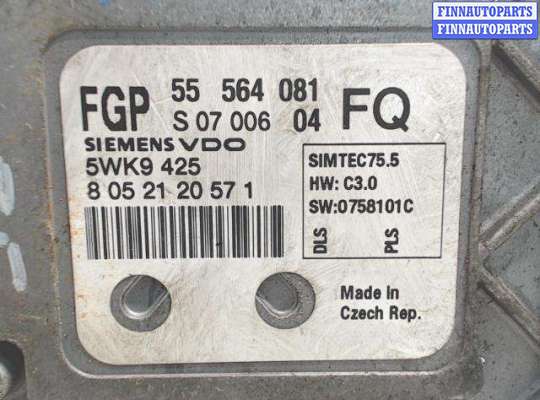 FINNAUTOPARTS
FINNAUTOPARTS
FGP 55 564 081 FQ
S 07 006 04
SIEMENS VDO
5WK9 425
8 05 21 20 57 1
SIMTEC75.5
HW: C3.0
SW:0758101C
DLS PLS
Made in
Czech Rep.